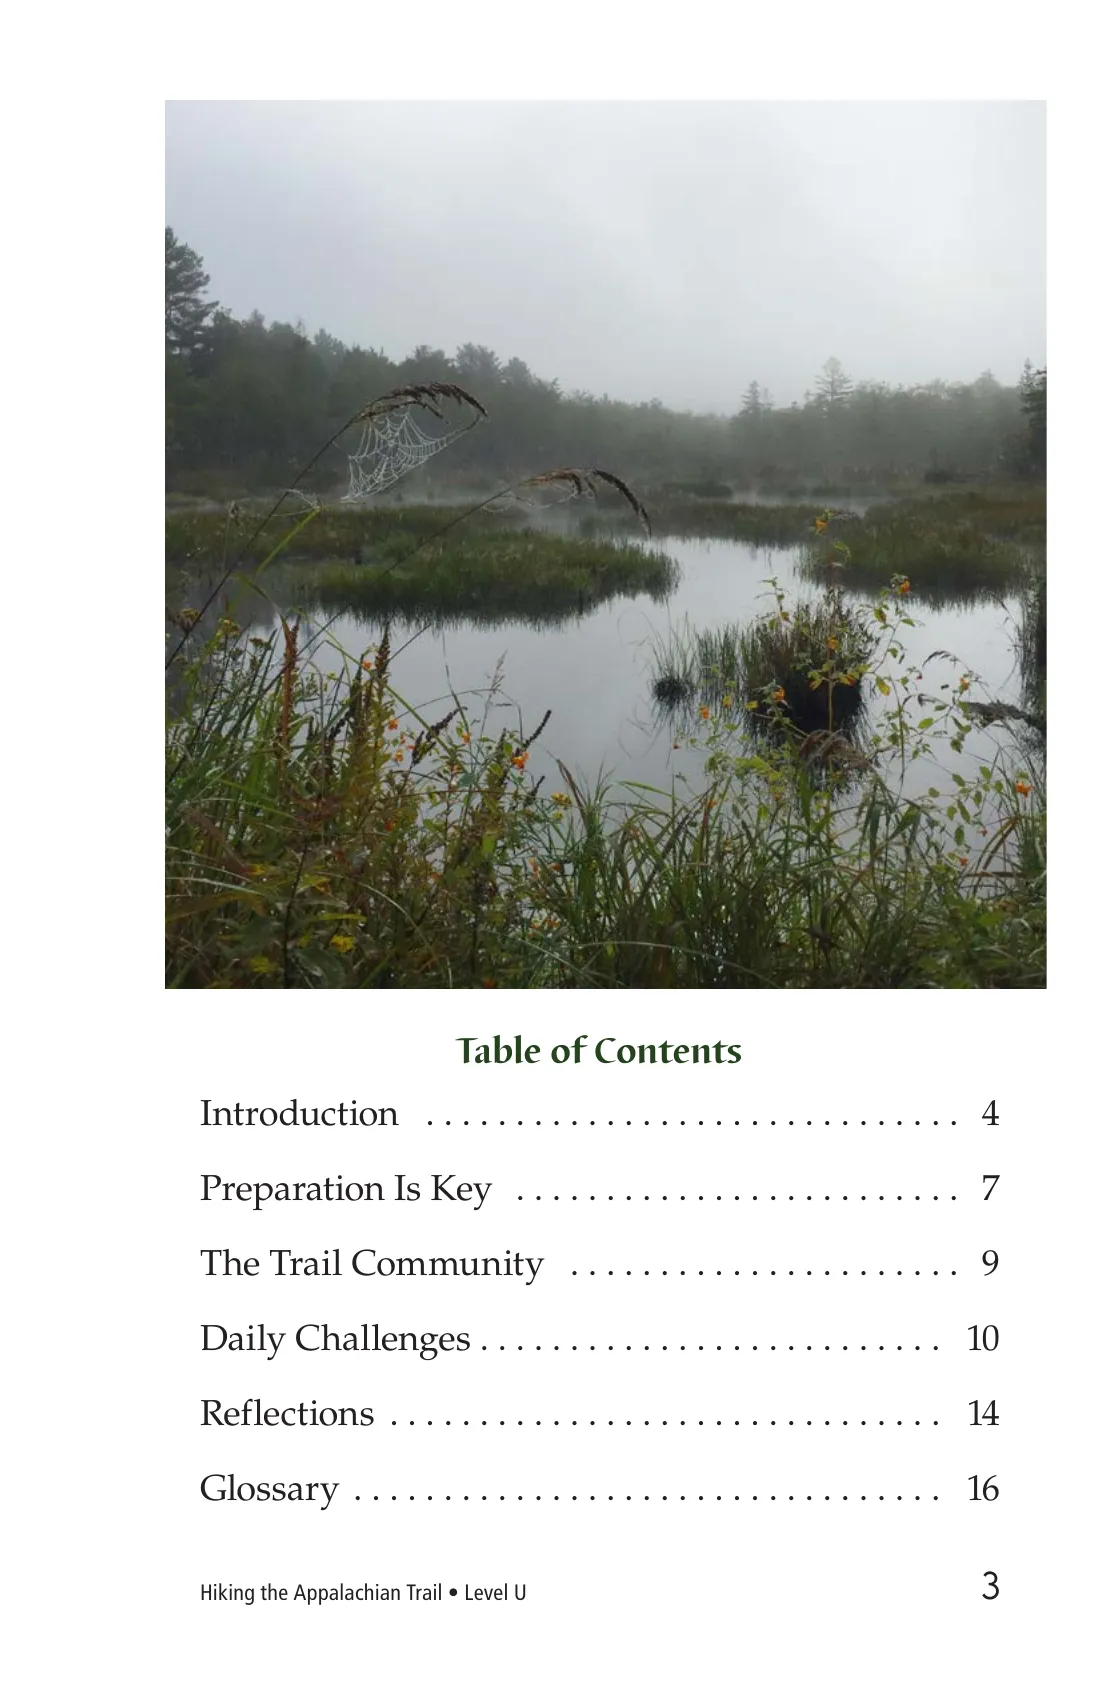 Table of Contents
Introduction . . . . . . . . . . . . . . . . . . . . . . . . . . . . . . 4
Preparation Is Key . . . . . . . . . . . . . . . . . . . . . . . . . 7
The Trail Community . . . . . . . . . . . . . . . . . . . . . . 9
Daily Challenges . . . . . . . . . . . . . . . . . . . . . . . . . . 10
Reflections . . . . . . . . . . . . . . . . . . . . . . . . . . . . . . . 14
Glossary . . . . . . . . . . . . . . . . . . . . . . . . . . . . . . . . . 16
Hiking the Appalachian Trail • Level U 3